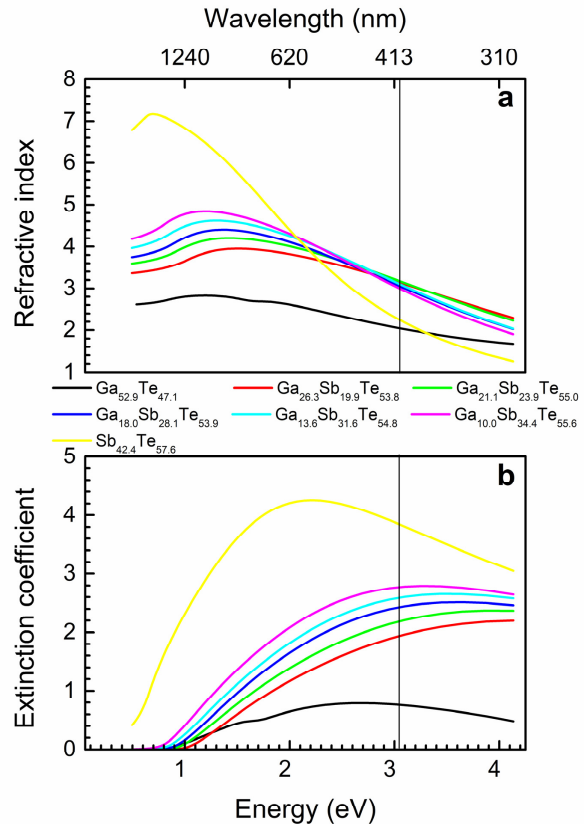 Wavelength (nm)
1240 620 413 310
8
a
7
6
5
4
3
2
1
Refractive index
Ga52.9Te47.1 Ga26.3Sb19.9Te53.8 Ga21.1Sb23.9Te55.0
Ga18.0Sb28.1Te53.9 Ga13.6Sb31.6Te54.8 Ga10.0Sb34.4Te55.6
Sb42.4Te57.6
5
b
4
3
2
1
0
Extinction coefficient
1 2 3 4
Energy (eV)